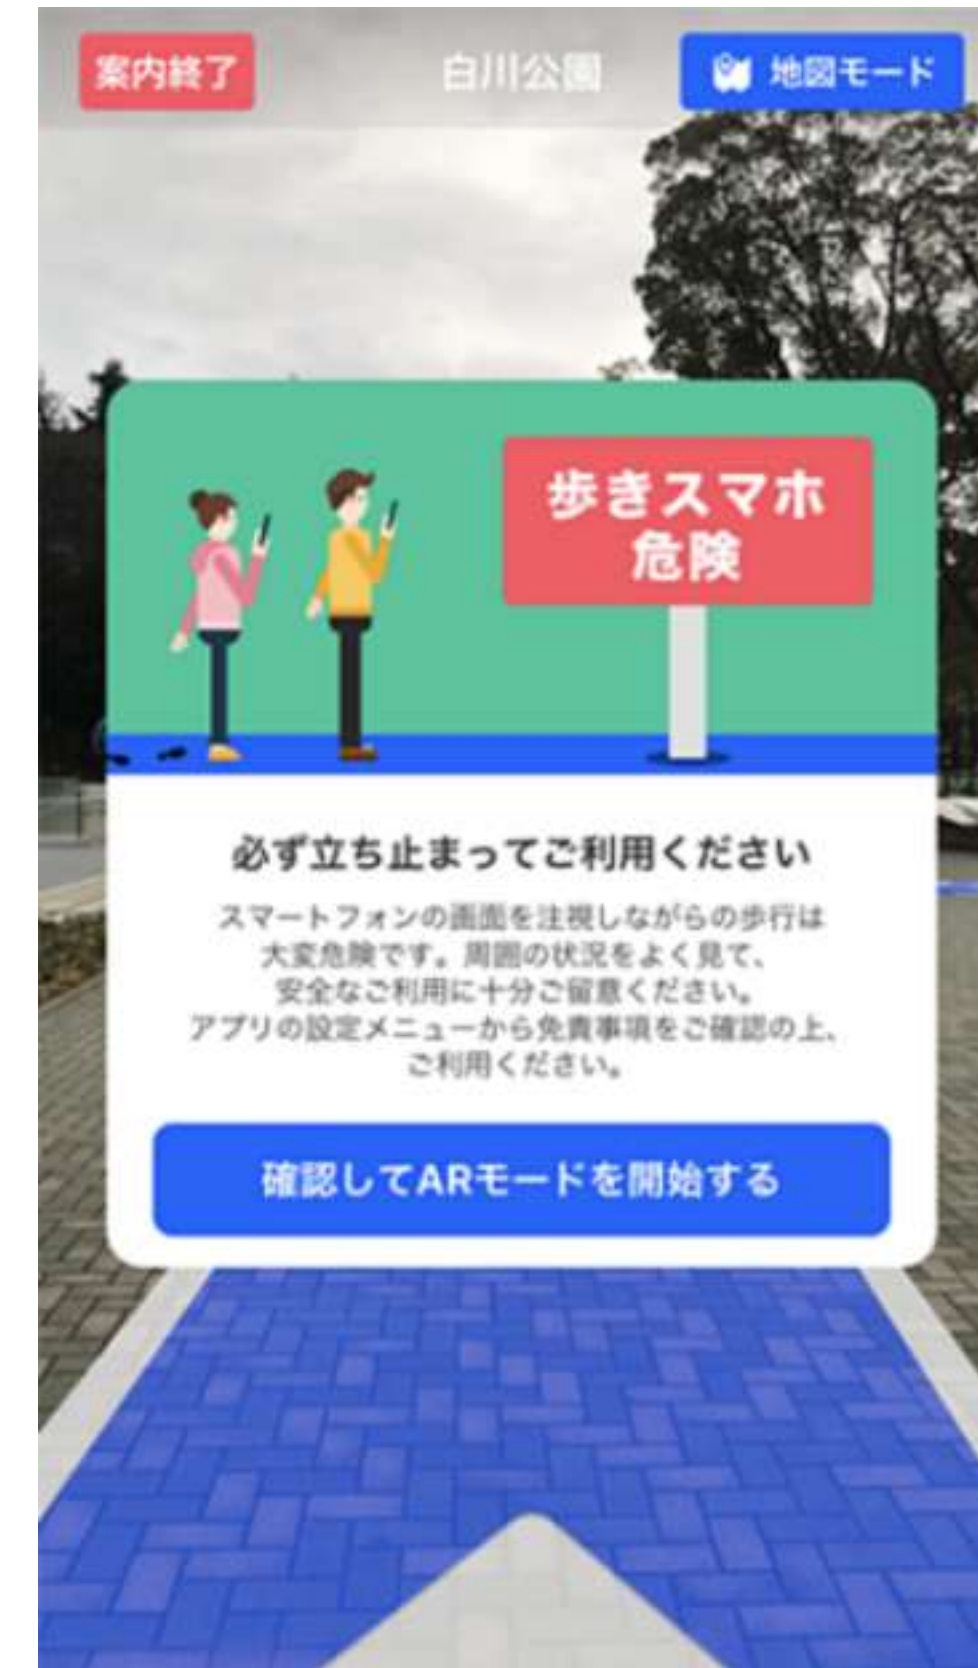 案内終了
白川公園
地図モード
歩きスマホ
危険
必ず立ち止まってご利用ください
スマートフォンの画面を注視しながらの歩行は
大変危険です。周囲の状況をよく見て、
安全なご利用に十分ご留意ください。
アプリの設定メニューから免責事項をご確認の上、
ご利用ください。
確認してARモードを開始する